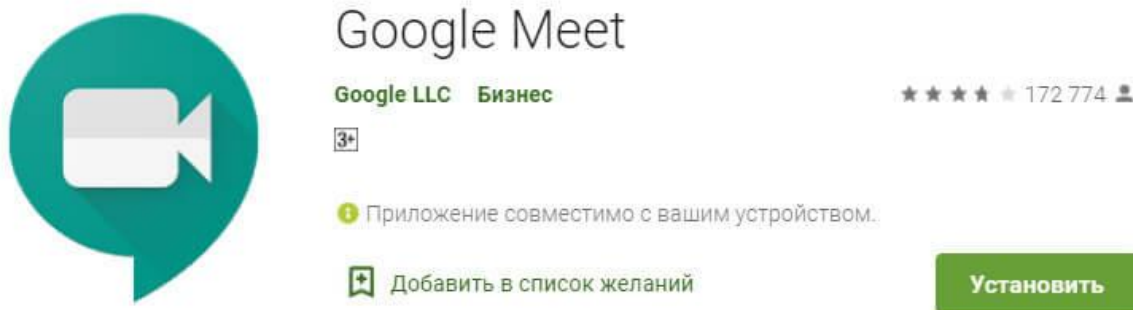 Google Meet
Google LLC Бизнес
172 774
3+
Приложение совместимо с вашим устройством.
Добавить в список желаний
Установить